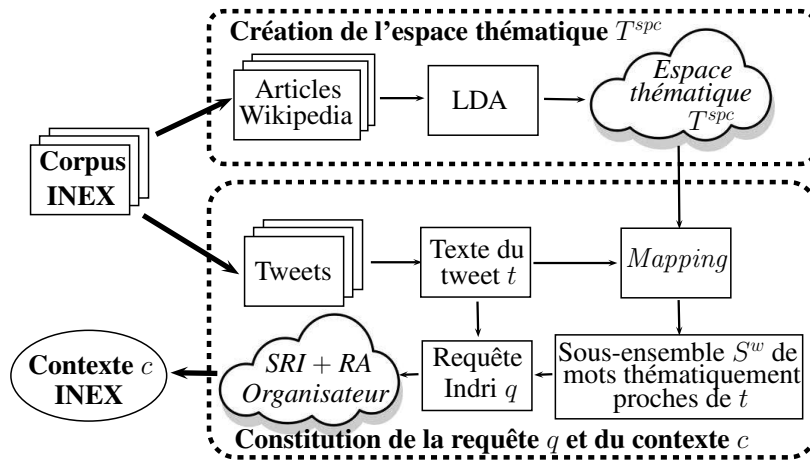 Création de l'espace thématique T^{spc}
Articles
Wikipedia
LDA
Espace
thématique
T^{spc}
Corpus
INEX
Tweets
Texte du
tweet t
Mapping
Contexte c
INEX
SRI + RA
Organisateur
Requête
Indri q
Sous-ensemble S^w de
mots thématiquement
proches de t
Constitution de la requête q et du contexte c